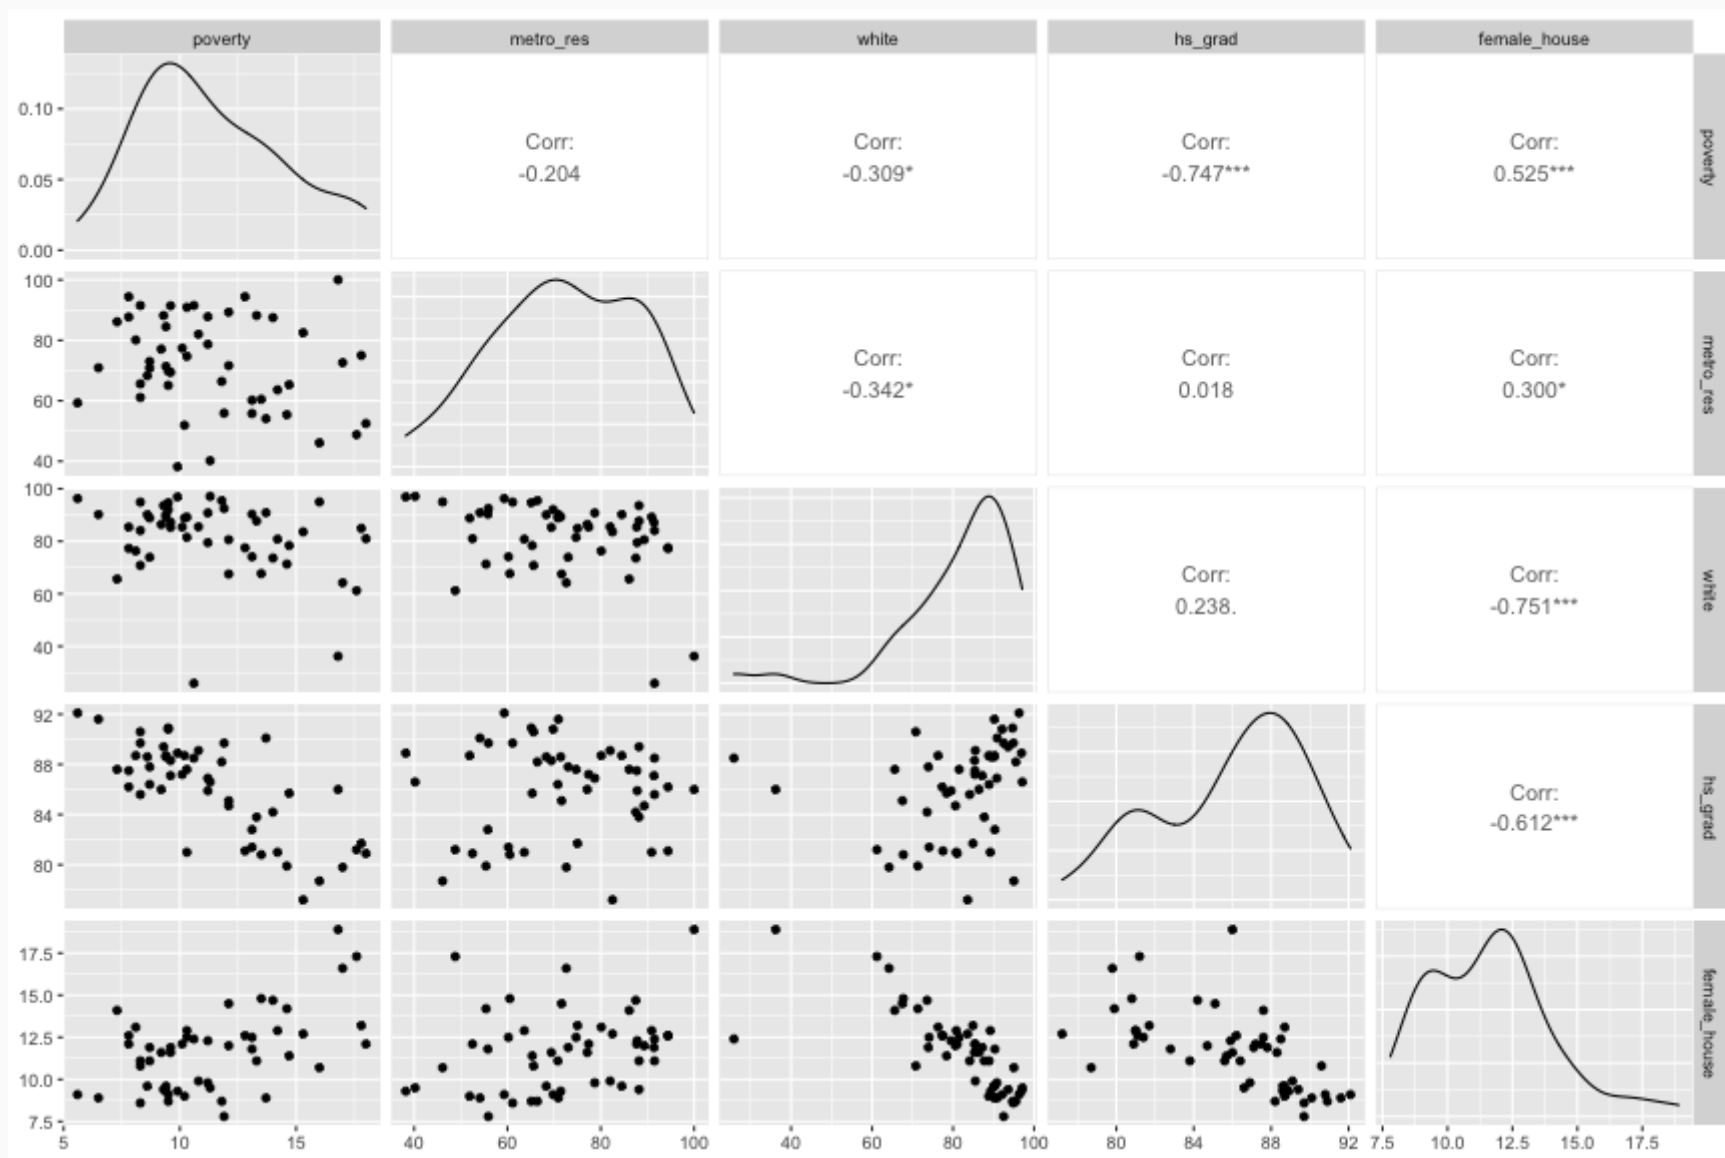 poverty
metro_res
white
hs_grad
female_house
0.10
0.05
0.00
Corr:
-0.204
Corr:
-0.309*
Corr:
-0.747***
Corr:
0.525***
poverty
100
80
60
40
Corr:
-0.342*
Corr:
0.018
Corr:
0.300*
metro_res
100
80
60
40
Corr:
0.238.
Corr:
-0.751***
white
92
88
84
80
Corr:
-0.612***
hs_grad
17.5
15.0
12.5
10.0
7.5
female_house
5 10 15
40 60 80 100
40 60 80 100
80 84 88 92
7.5 10.0 12.5 15.0 17.5